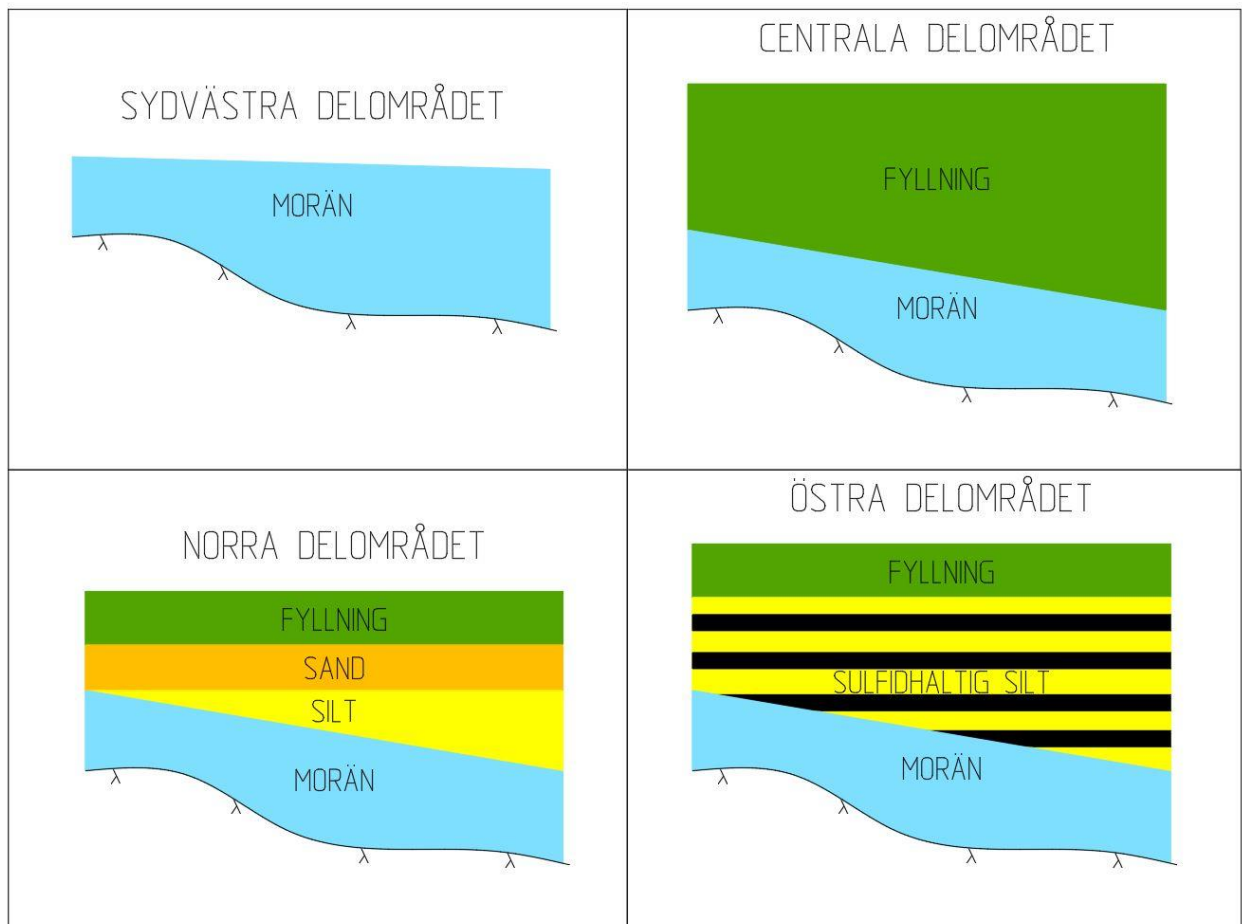 SYDVÄSTRA DELOMRÅDET
MORÄN
CENTRALA DELOMRÅDET
FYLLNING
MORÄN
NORRA DELOMRÅDET
FYLLNING
SAND
SILT
MORÄN
ÖSTRA DELOMRÅDET
FYLLNING
SULFIDHALTIG SILT
MORÄN